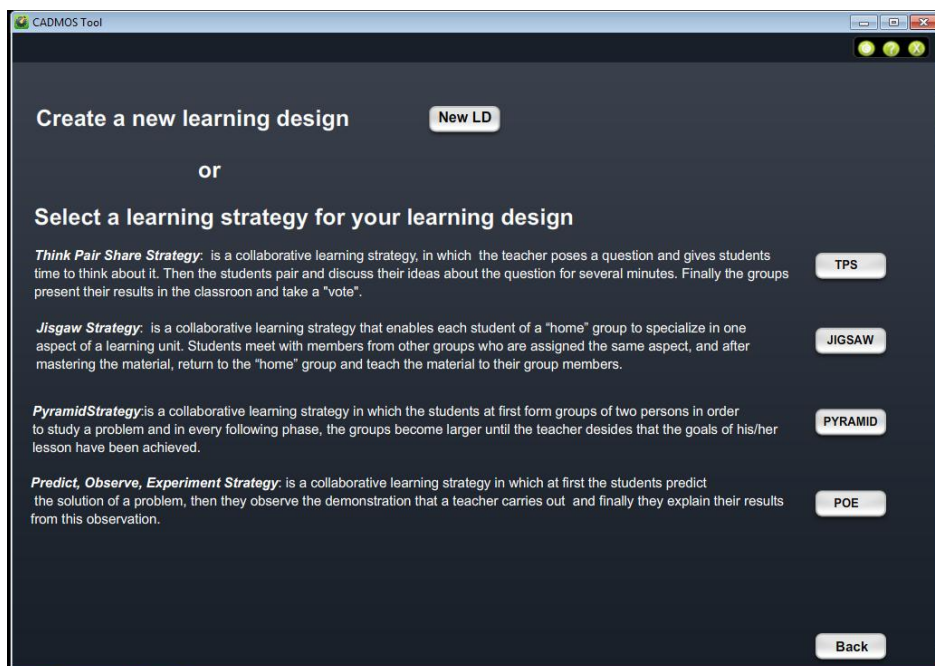 CADMOS Tool
Create a new learning design
New LD
or
Select a learning strategy for your learning design
Think Pair Share Strategy: is a collaborative learning strategy, in which the teacher poses a question and gives students
time to think about it. Then the students pair and discuss their ideas about the question for several minutes. Finally the groups
present their results in the classroon and take a "vote".
TPS
Jisgaw Strategy: is a collaborative learning strategy that enables each student of a “home” group to specialize in one
aspect of a learning unit. Students meet with members from other groups who are assigned the same aspect, and after
mastering the material, return to the “home” group and teach the material to their group members.
JIGSAW
PyramidStrategy:is a collaborative learning strategy in which the students at first form groups of two persons in order
to study a problem and in every following phase, the groups become larger until the teacher desides that the goals of his/her
lesson have been achieved.
PYRAMID
Predict, Observe, Experiment Strategy: is a collaborative learning strategy in which at first the students predict
the solution of a problem, then they observe the demonstration that a teacher carries out and finally they explain their results
from this observation.
POE
Back